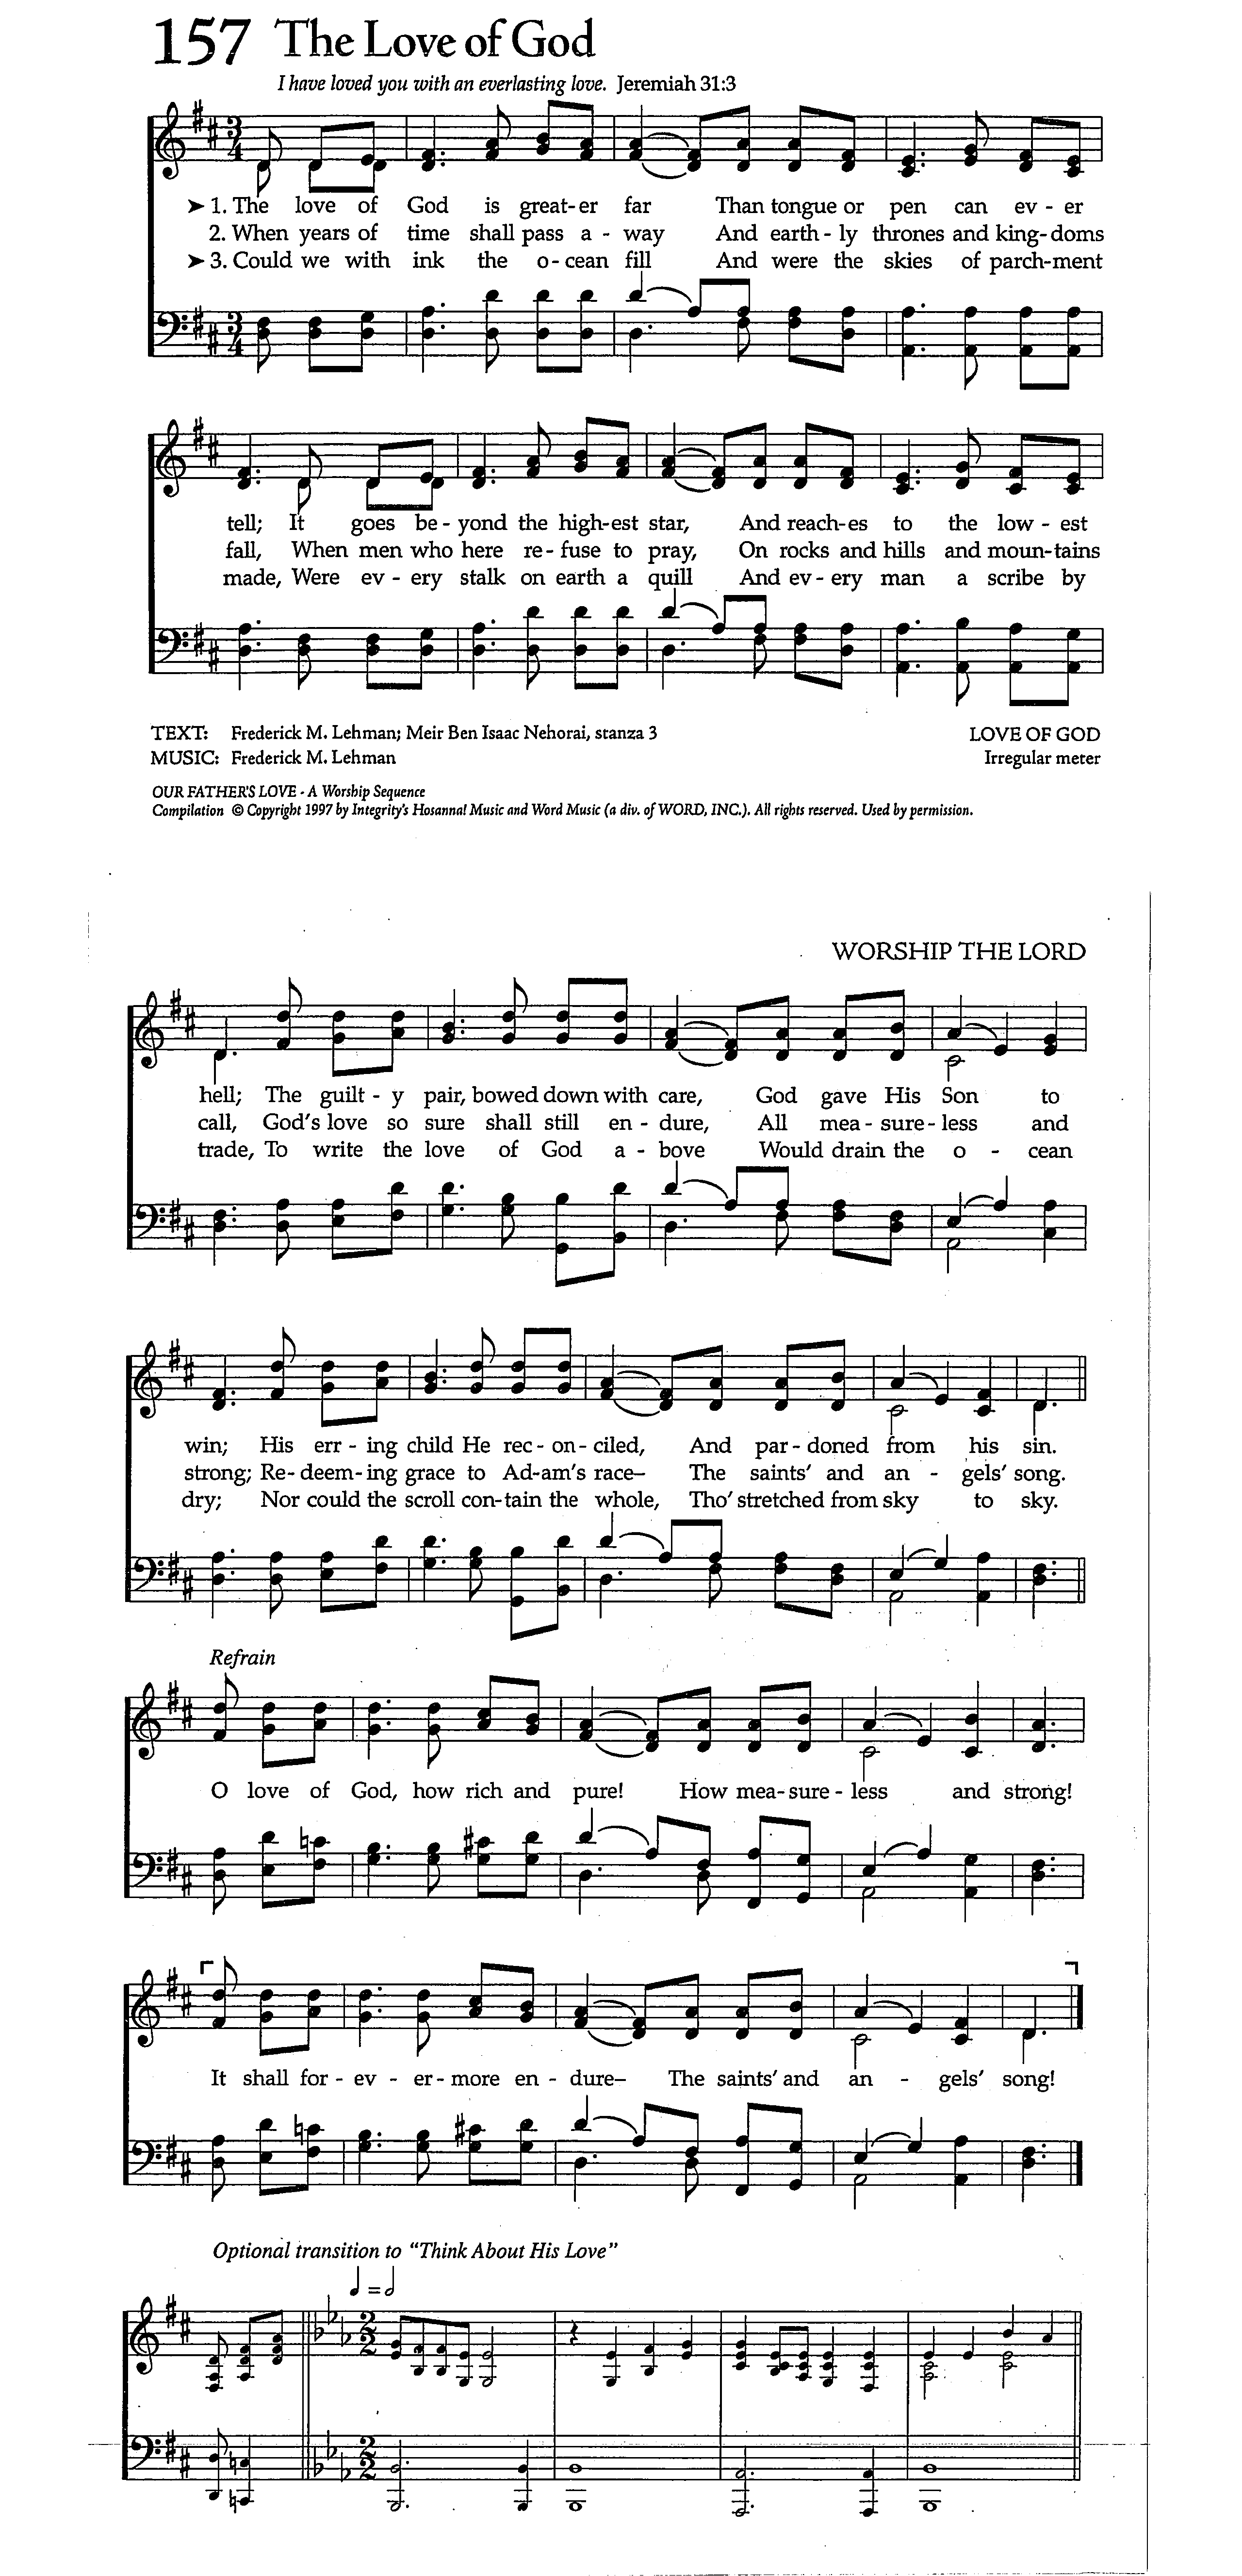 157 The Love of God
I have loved you with an everlasting love. Jeremiah 31:3
➤ 1. The love of God is great-er far Than tongue or pen can ev - er
2. When years of time shall pass a - way And earth - ly thrones and king-doms
➤ 3. Could we with ink the o - cean fill And were the skies of parch-ment
tell; It goes be - yond the high-est star, And reach-es to the low - est
fall, When men who here re - fuse to pray, On rocks and hills and moun-tains
made, Were ev - ery stalk on earth a quill And ev - ery man a scribe by
TEXT: Frederick M. Lehman; Meir Ben Isaac Nehorai, stanza 3 LOVE OF GOD
MUSIC: Frederick M. Lehman Irregular meter
OUR FATHER'S LOVE - A Worship Sequence
Compilation © Copyright 1997 by Integrity's Hosanna! Music and Word Music (a div. of WORD, INC.). All rights reserved. Used by permission.
WORSHIP THE LORD
hell; The guilt - y pair, bowed down with care, God gave His Son to
call, God's love so sure shall still en - dure, All mea - sure - less and
trade, To write the love of God a - bove Would drain the o - cean
win; His err - ing child He rec - on - ciled, And par - doned from his sin.
strong; Re - deem - ing grace to Ad-am's race– The saints' and an - gels' song.
dry; Nor could the scroll con-tain the whole, Tho' stretched from sky to sky.
Refrain
O love of God, how rich and pure! How mea-sure - less and strong!
It shall for - ev - er - more en - dure– The saints' and an - gels' song!
Optional transition to "Think About His Love"